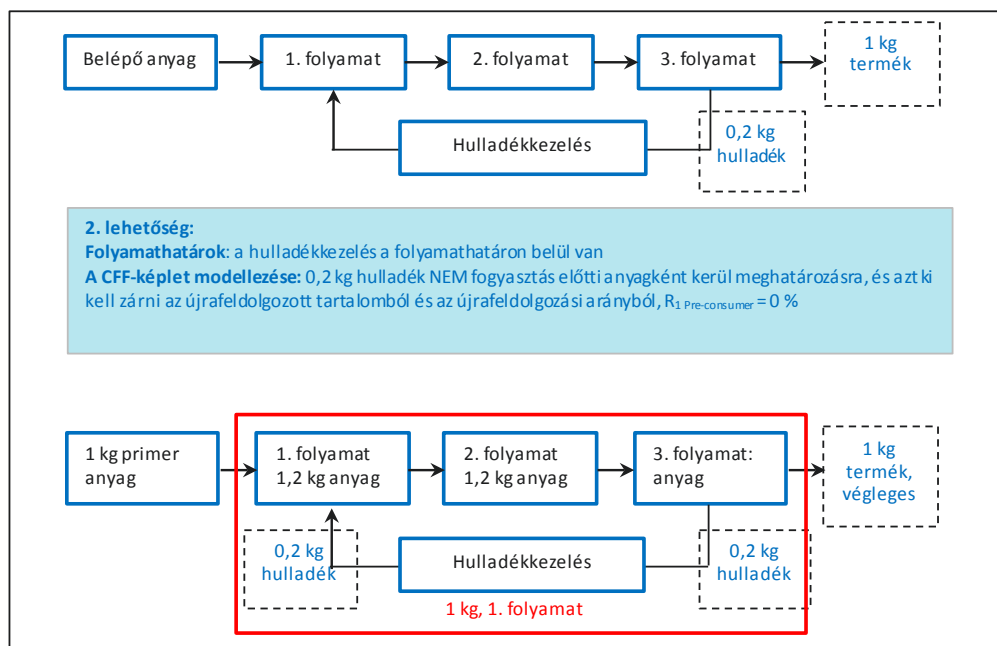 Belépő anyag
1. folyamat
2. folyamat
3. folyamat
1 kg
termék
Hulladékkezelés
0,2 kg
hulladék
2. lehetőség:
Folyamathatárok: a hulladékkezelés a folyamathatáron belül van
A CFF-képlet modellezése: 0,2 kg hulladék NEM fogyasztás előtti anyagként kerül meghatározásra, és azt ki
kell zárni az újrafeldolgozott tartalomból és az újrafeldolgozási arányból, R1 Pre-consumer = 0 %
1 kg primer
anyag
1. folyamat
1,2 kg anyag
2. folyamat
1,2 kg anyag
3. folyamat:
anyag
1 kg
termék,
végleges
0,2 kg
hulladék
Hulladékkezelés
0,2 kg
hulladék
1 kg, 1. folyamat